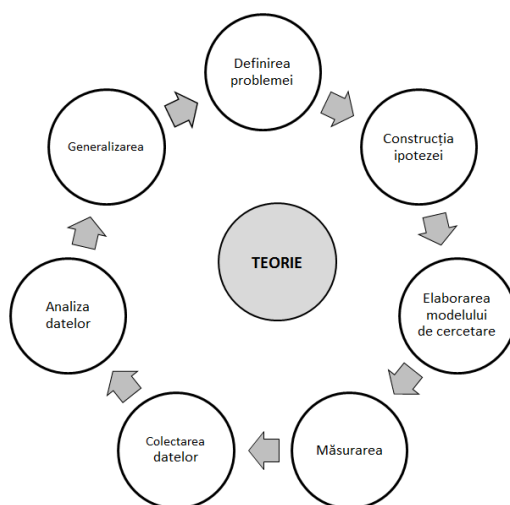 Definirea
problemei
Construcția
ipotezei
Elaborarea
modelului
de cercetare
Măsurarea
Colectarea
datelor
Analiza
datelor
Generalizarea
TEORIE